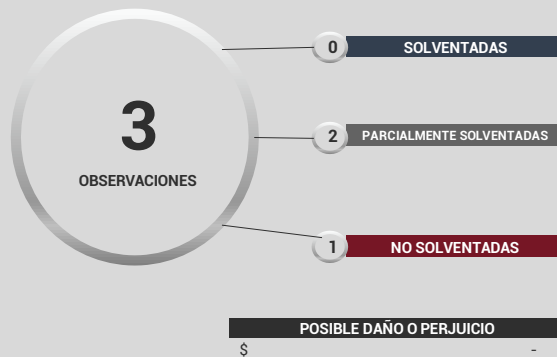 3
OBSERVACIONES
0 SOLVENTADAS
2 PARCIALMENTE SOLVENTADAS
1 NO SOLVENTADAS
POSIBLE DAÑO O PERJUICIO
$ -